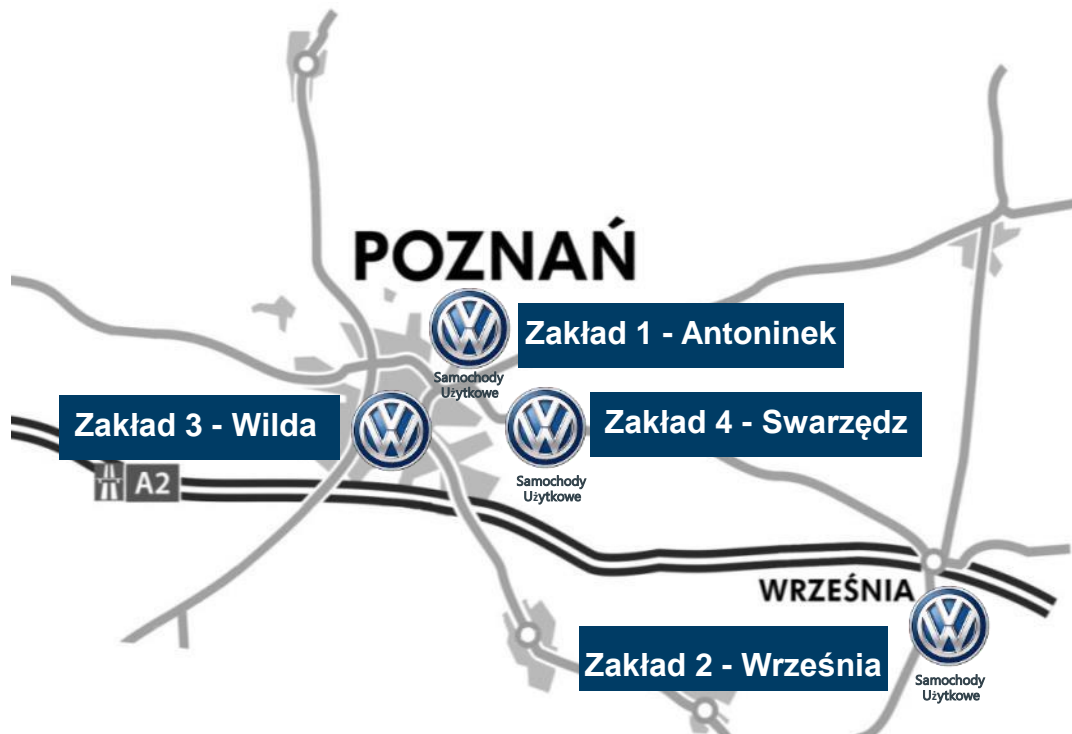 POZNAŃ
Zakład 1 - Antoninek
Samochody
Użytkowe
Zakład 3 - Wilda
Zakład 4 - Swarzędz
A2
Samochody
Użytkowe
WRZEŚNIA
Zakład 2 - Września
Samochody
Użytkowe